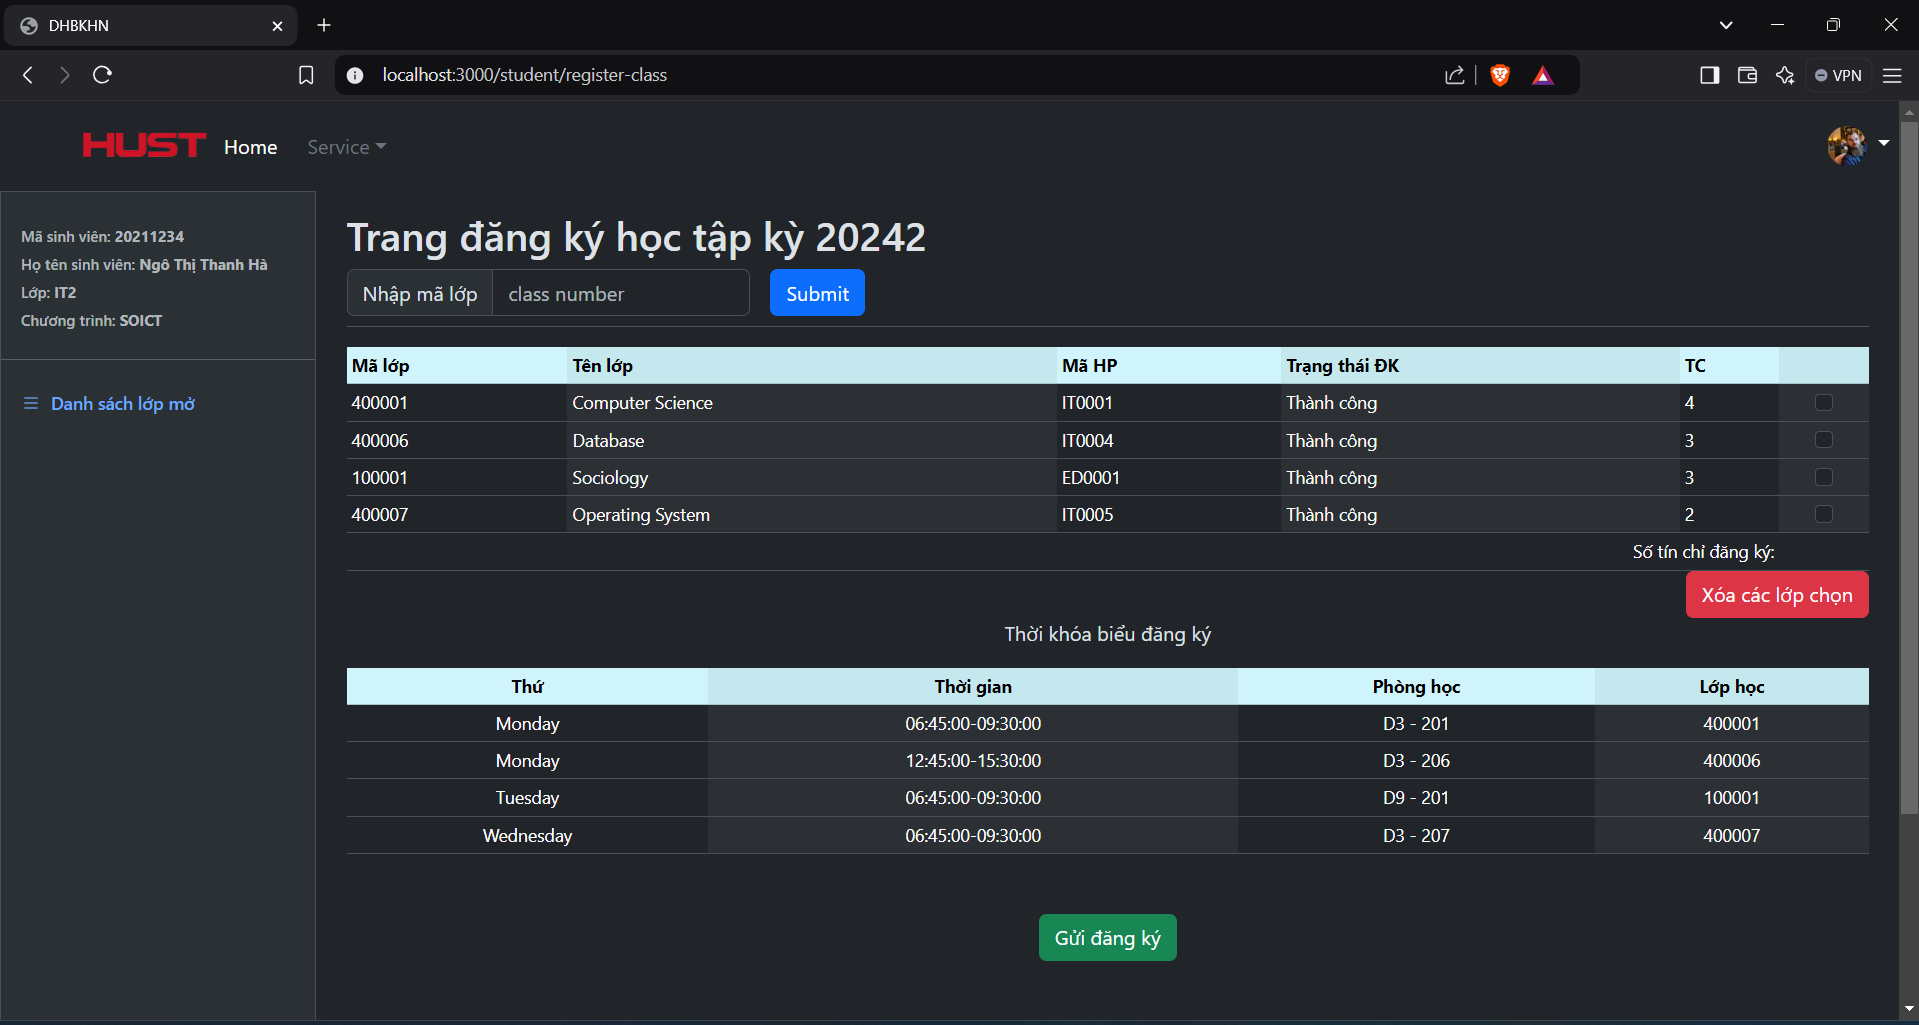 DHBKHN
localhost:3000/student/register-class
VPN
HUST Home Service
Mã sinh viên: 20211234
Họ tên sinh viên: Ngô Thị Thanh Hà
Lớp: IT2
Chương trình: SOICT
Danh sách lớp mở
Trang đăng ký học tập kỳ 20242
Nhập mã lớp class number Submit
Mã lớp Tên lớp Mã HP Trạng thái ĐK TC
400001 Computer Science IT0001 Thành công 4
400006 Database IT0004 Thành công 3
100001 Sociology ED0001 Thành công 3
400007 Operating System IT0005 Thành công 2
Số tín chỉ đăng ký:
Xóa các lớp chọn
Thời khóa biểu đăng ký
Thứ Thời gian Phòng học Lớp học
Monday 06:45:00-09:30:00 D3 - 201 400001
Monday 12:45:00-15:30:00 D3 - 206 400006
Tuesday 06:45:00-09:30:00 D9 - 201 100001
Wednesday 06:45:00-09:30:00 D3 - 207 400007
Gửi đăng ký